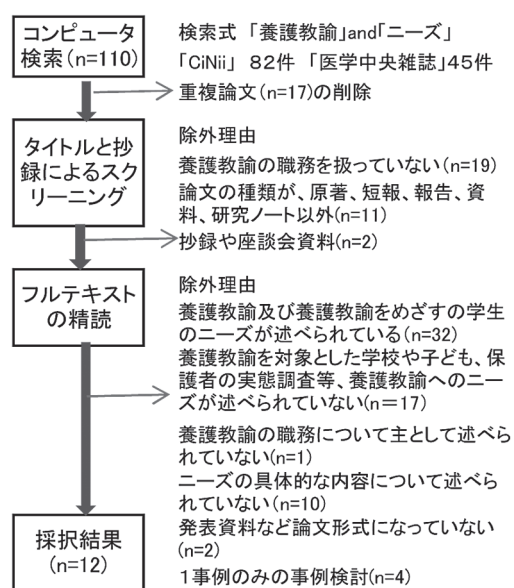 コンピュータ
検索(n=110)
検索式 「養護教諭」and「ニーズ」
「CiNii」 82件 「医学中央雑誌」45件
重複論文(n=17)の削除
タイトルと抄
録によるスク
リーニング
除外理由
養護教諭の職務を扱っていない(n=19)
論文の種類が、原著、短報、報告、資
料、研究ノート以外(n=11)
抄録や座談会資料(n=2)
フルテキスト
の精読
除外理由
養護教諭及び養護教諭をめざすの学生
のニーズが述べられている(n=32)
養護教諭を対象とした学校や子ども、保
護者の実態調査等、養護教諭へのニー
ズが述べられていない(n=17)
養護教諭の職務について主として述べら
れていない(n=1)
ニーズの具体的な内容について述べら
れていない(n=10)
発表資料など論文形式になっていない
(n=2)
1事例のみの事例検討(n=4)
採択結果
(n=12)